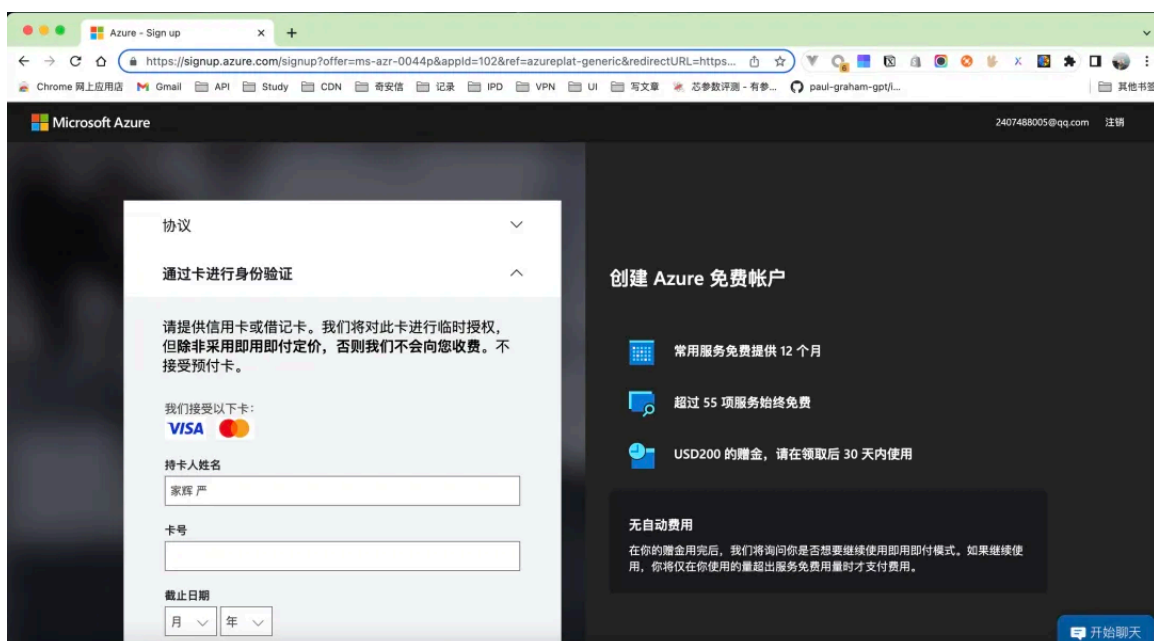 Azure - Sign up
https://signup.azure.com/signup?offer=ms-azr-0044p&appId=102&ref=azureplat-generic&redirectURL=https...
6
Chrome 网上应用店 Gmail API Study CDN 奇安信 记录 IPD VPN UI 写文章 芯参数评测 - 有参... paul-graham-gpt/i... 其他书签
Microsoft Azure 2407488005@qq.com 注销
协议
通过卡进行身份验证
请提供信用卡或借记卡。我们将对此卡进行临时授权，
但除非采用即用即付定价，否则我们不会向您收费。不
接受预付卡。
我们接受以下卡:
VISA
持卡人姓名
家辉 严
卡号
截止日期
月 年
创建 Azure 免费帐户
常用服务免费提供 12 个月
超过 55 项服务始终免费
USD200 的赠金，请在领取后 30 天内使用
无自动费用
在你的赠金用完后，我们将询问你是否想要继续使用即用即付模式。如果继续使
用，你将仅在你使用的量超出服务免费用量时才支付费用。
开始聊天